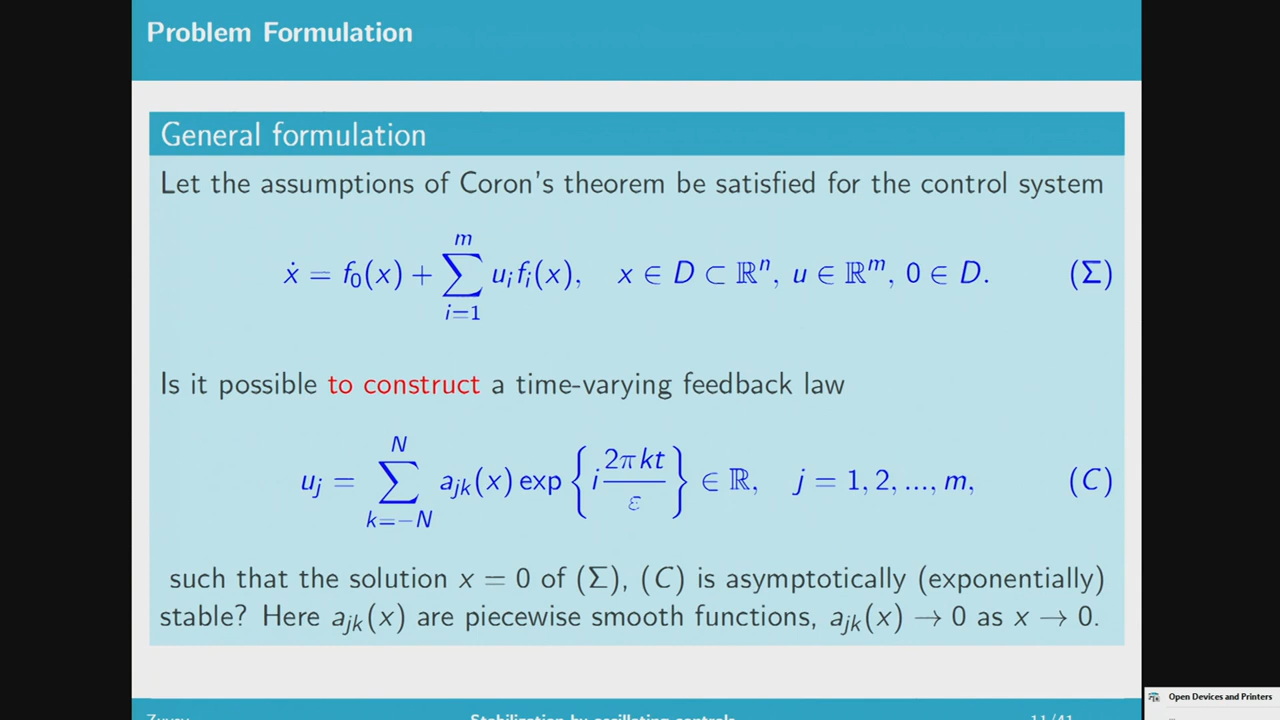 Problem Formulation
General formulation
Let the assumptions of Coron's theorem be satisfied for the control system
ẋ = f₀(x) + ∑_{i=1}^{m} uᵢfᵢ(x), x ∈ D ⊂ ℝⁿ, u ∈ ℝᵐ, 0 ∈ D. (Σ)
Is it possible to construct a time-varying feedback law
uⱼ = ∑_{k=−N}^{N} aⱼₖ(x) exp { i 2πkt/ε } ∈ ℝ, j = 1, 2, ..., m, (C)
such that the solution x = 0 of (Σ), (C) is asymptotically (exponentially)
stable? Here aⱼₖ(x) are piecewise smooth functions, aⱼₖ(x) → 0 as x → 0.
Open Devices and Printers
Stabilization by oscillating controls
11/41